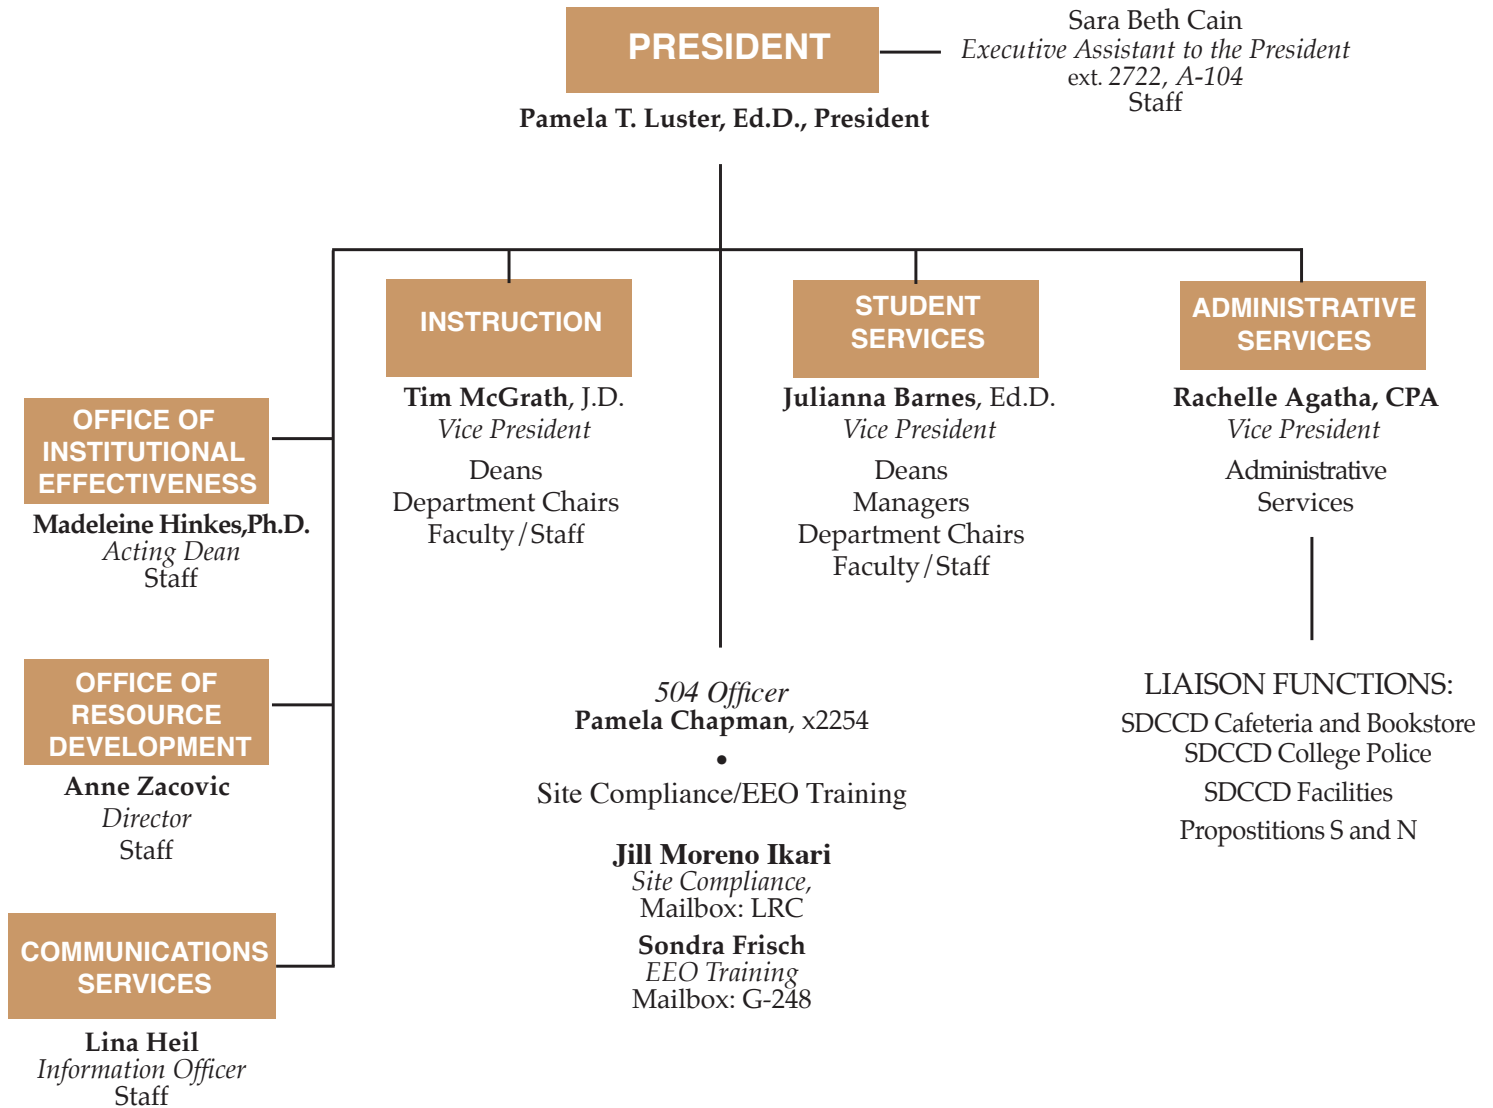 PRESIDENT
Pamela T. Luster, Ed.D., President
Sara Beth Cain
Executive Assistant to the President
ext. 2722, A-104
Staff
INSTRUCTION
Tim McGrath, J.D.
Vice President
Deans
Department Chairs
Faculty/Staff
STUDENT
SERVICES
Julianna Barnes, Ed.D.
Vice President
Deans
Managers
Department Chairs
Faculty/Staff
ADMINISTRATIVE
SERVICES
Rachelle Agatha, CPA
Vice President
Administrative
Services
LIAISON FUNCTIONS:
SDCCD Cafeteria and Bookstore
SDCCD College Police
SDCCD Facilities
Propostitions S and N
OFFICE OF
INSTITUTIONAL
EFFECTIVENESS
Madeleine Hinkes,Ph.D.
Acting Dean
Staff
OFFICE OF
RESOURCE
DEVELOPMENT
Anne Zacovic
Director
Staff
COMMUNICATIONS
SERVICES
Lina Heil
Information Officer
Staff
504 Officer
Pamela Chapman, x2254
•
Site Compliance/EEO Training
Jill Moreno Ikari
Site Compliance,
Mailbox: LRC
Sondra Frisch
EEO Training
Mailbox: G-248